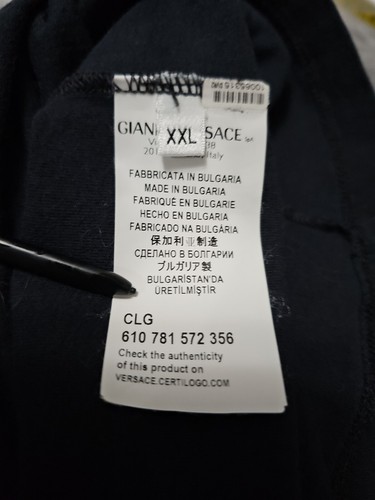 XXL
FABBRICATA IN BULGARIA
MADE IN BULGARIA
FABRIQUÉ EN BULGARIE
HECHO EN BULGARIA
FABRICADO NA BULGÁRIA
保加利亚制造
СДЕЛАНО В БОЛГАРИИ
ブルガリア製
BULGARİSTAN'DA
ÜRETİLMİŞTİR
CLG
610 781 572 356
Check the authenticity
of this product on
VERSACE.CERTILOGO.COM